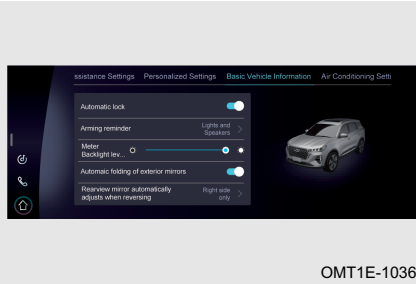 ssistance Settings Personalized Settings Basic Vehicle Information Air Conditioning Setti
Automatic lock
Arming reminder
Lights and
Speakers
Meter
Backlight lev...
Automaic folding of exterior mirrors
Rearview mirror automatically
adjusts when reversing
Right side
only
OMT1E-1036